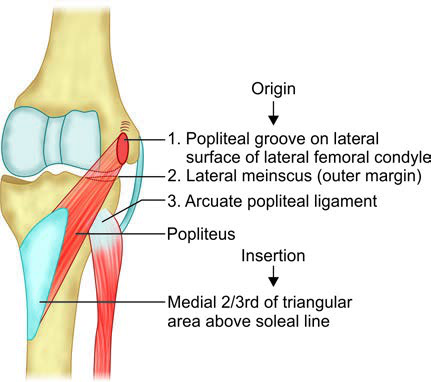 Origin
1. Popliteal groove on lateral
surface of lateral femoral condyle
2. Lateral meinscus (outer margin)
3. Arcuate popliteal ligament
Popliteus
Insertion
Medial 2/3rd of triangular
area above soleal line